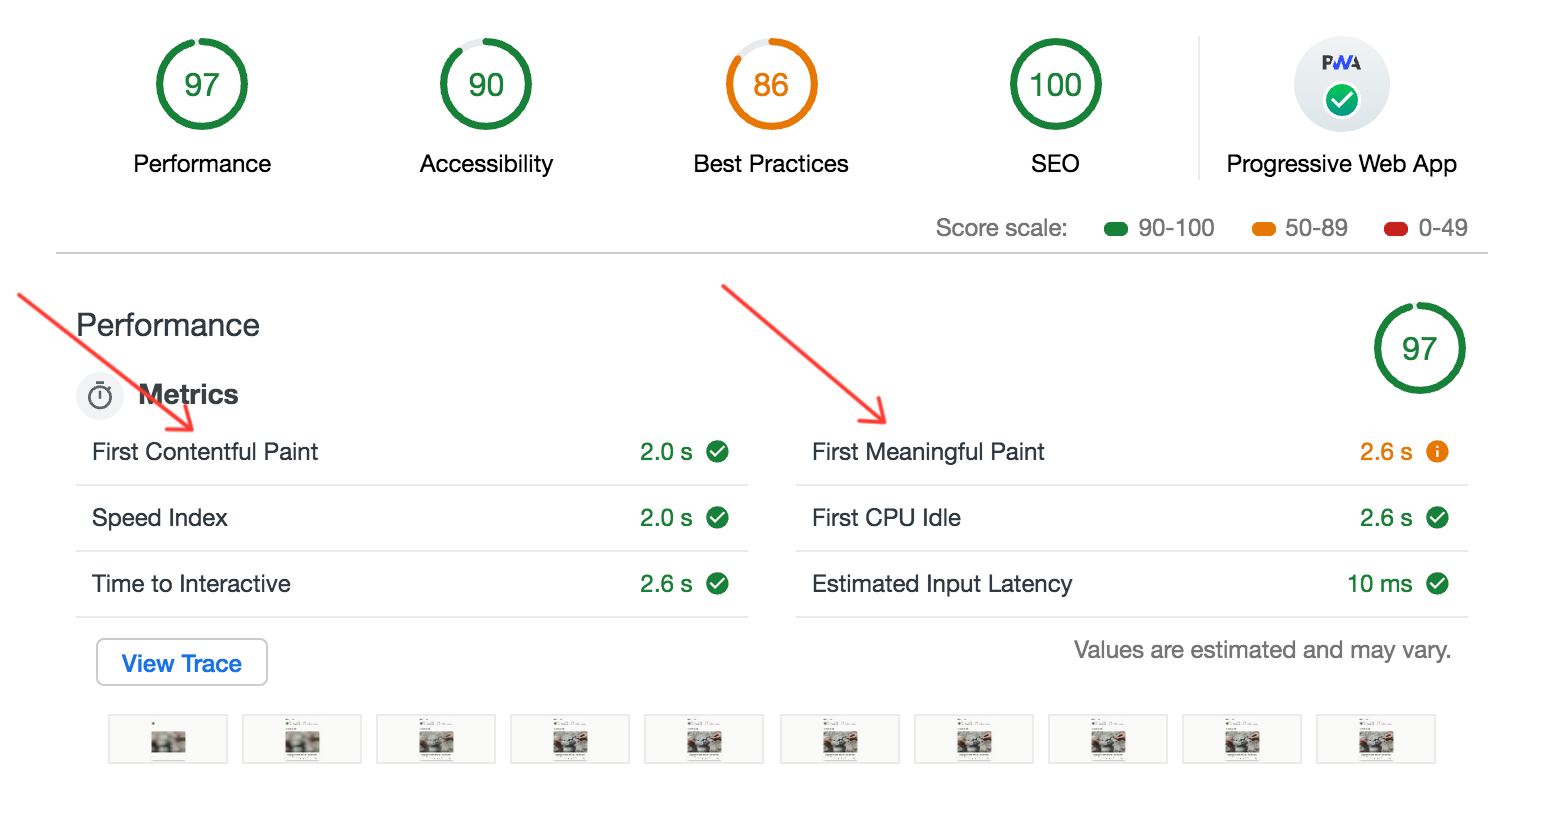 97
90
86
100
PWA
Performance
Accessibility
Best Practices
SEO
Progressive Web App
Score scale: 90-100 50-89 0-49
Performance
97
Metrics
First Contentful Paint 2.0 s
First Meaningful Paint 2.6 s
Speed Index 2.0 s
First CPU Idle 2.6 s
Time to Interactive 2.6 s
Estimated Input Latency 10 ms
View Trace
Values are estimated and may vary.